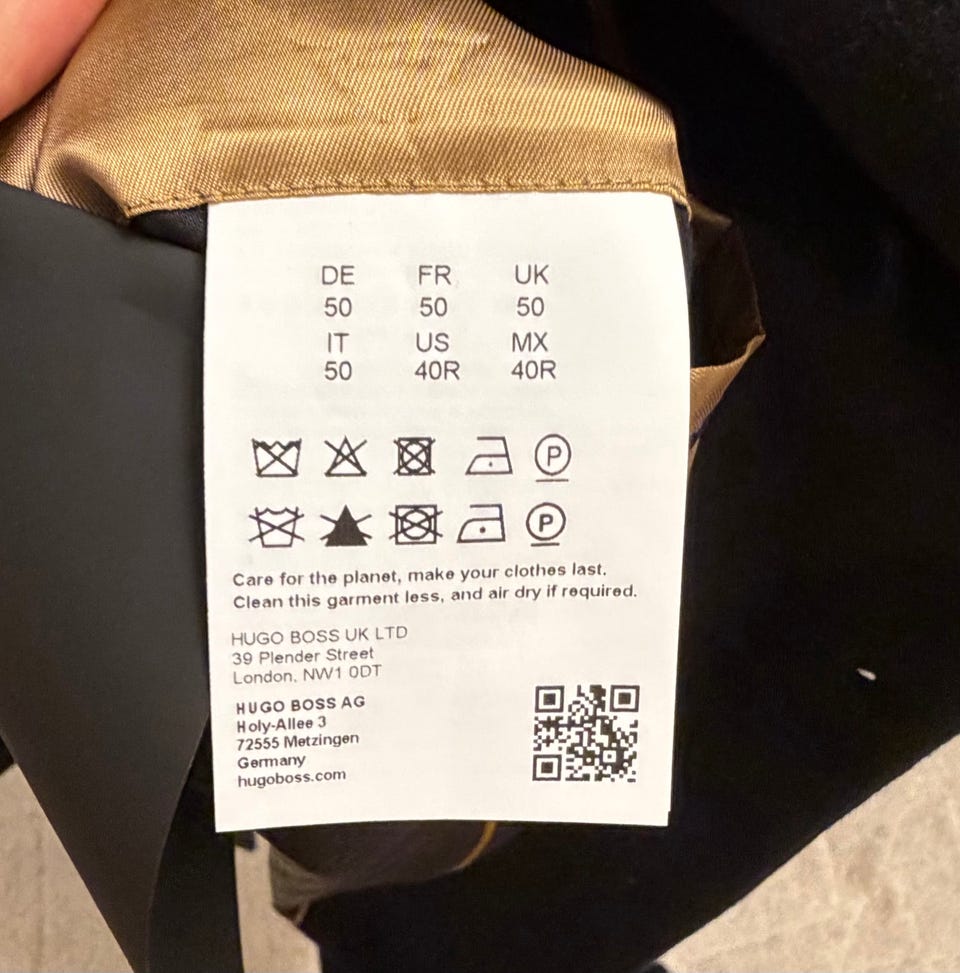 DE FR UK
50 50 50
IT US MX
50 40R 40R
P
P
Care for the planet, make your clothes last.
Clean this garment less, and air dry if required.
HUGO BOSS UK LTD
39 Plender Street
London, NW1 0DT
HUGO BOSS AG
Holy-Allee 3
72555 Metzingen
Germany
hugoboss.com